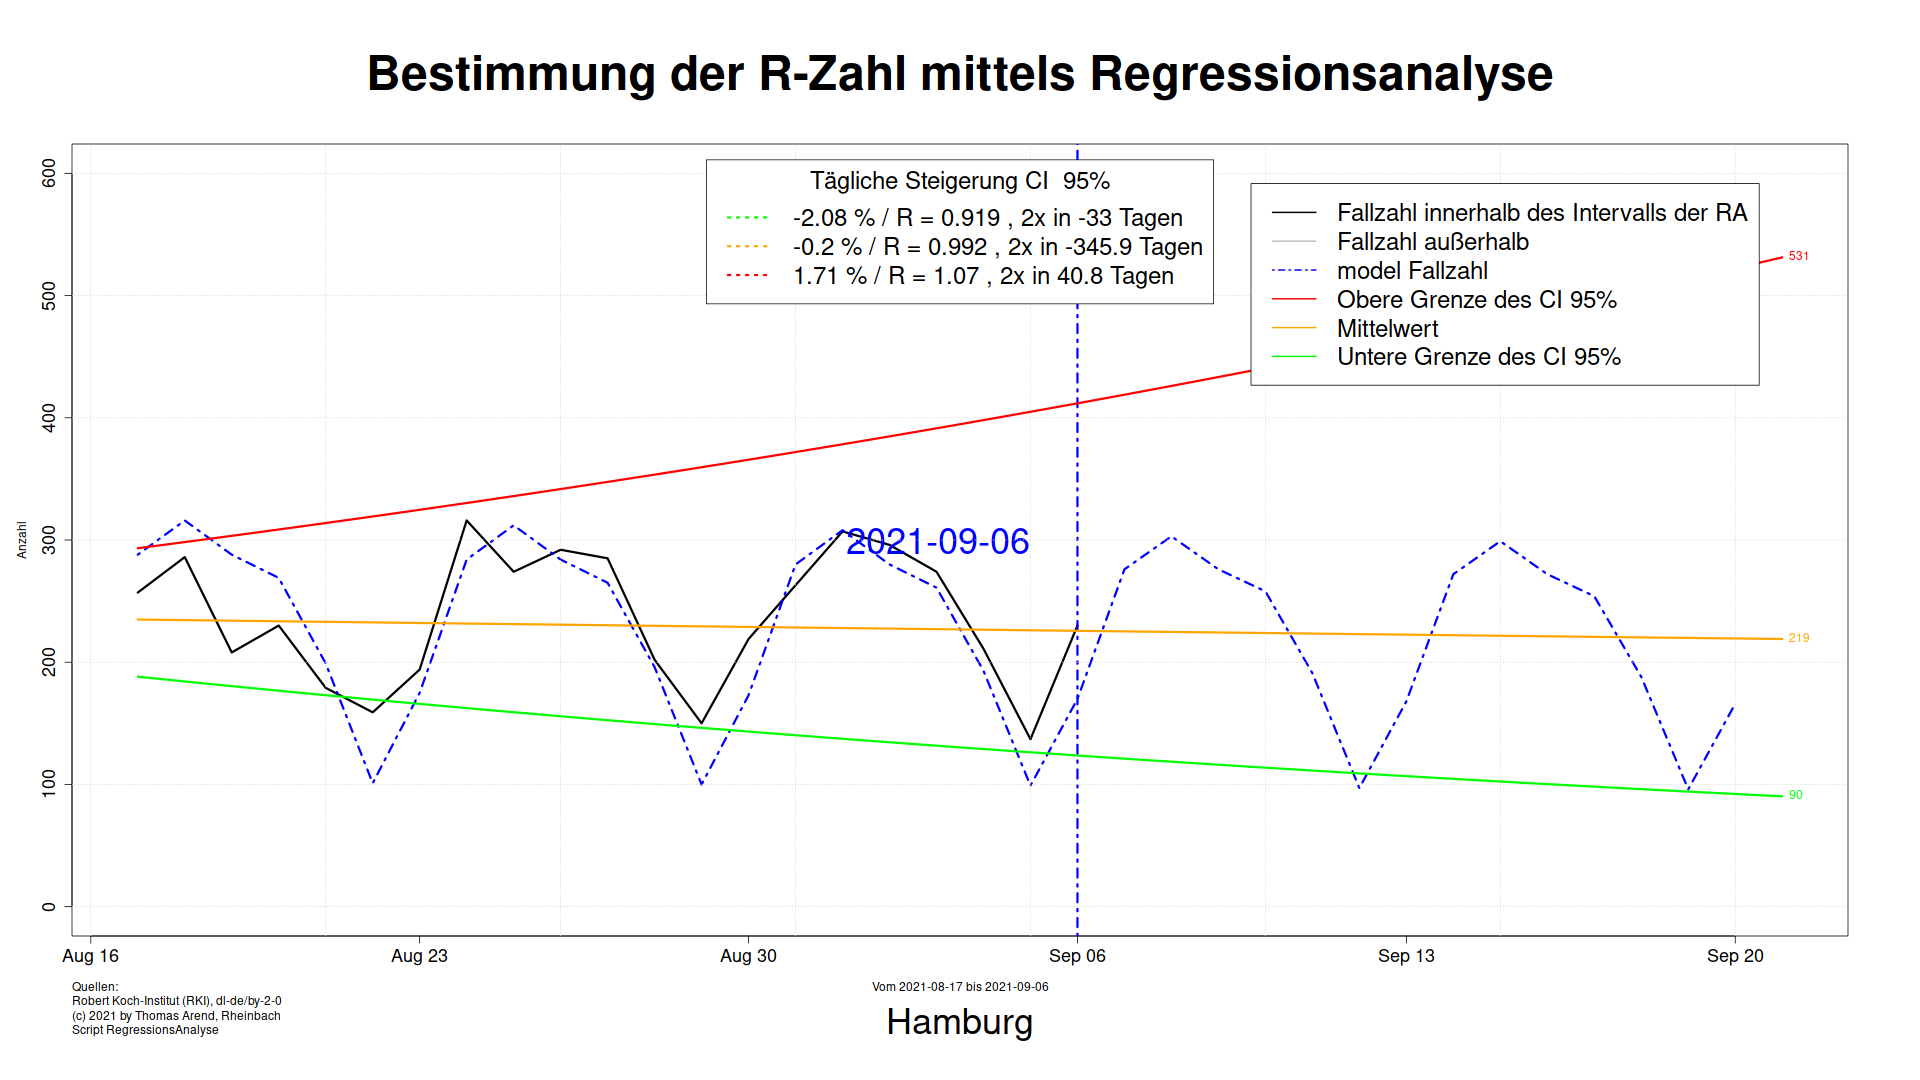 Bestimmung der R-Zahl mittels Regressionsanalyse
Anzahl
600
500
400
300
200
100
0
Tägliche Steigerung CI  95%
-2.08 % / R = 0.919 , 2x in -33 Tagen
-0.2 % / R = 0.992 , 2x in -345.9 Tagen
1.71 % / R = 1.07 , 2x in 40.8 Tagen
Fallzahl innerhalb des Intervalls der RA
Fallzahl außerhalb
model Fallzahl
Obere Grenze des CI 95%
Mittelwert
Untere Grenze des CI 95%
531
2021-09-06
219
90
Aug 16
Aug 23
Aug 30
Sep 06
Sep 13
Sep 20
Quellen:
Robert Koch-Institut (RKI), dl-de/by-2-0
(c) 2021 by Thomas Arend, Rheinbach
Script RegressionsAnalyse
Vom 2021-08-17 bis 2021-09-06
Hamburg